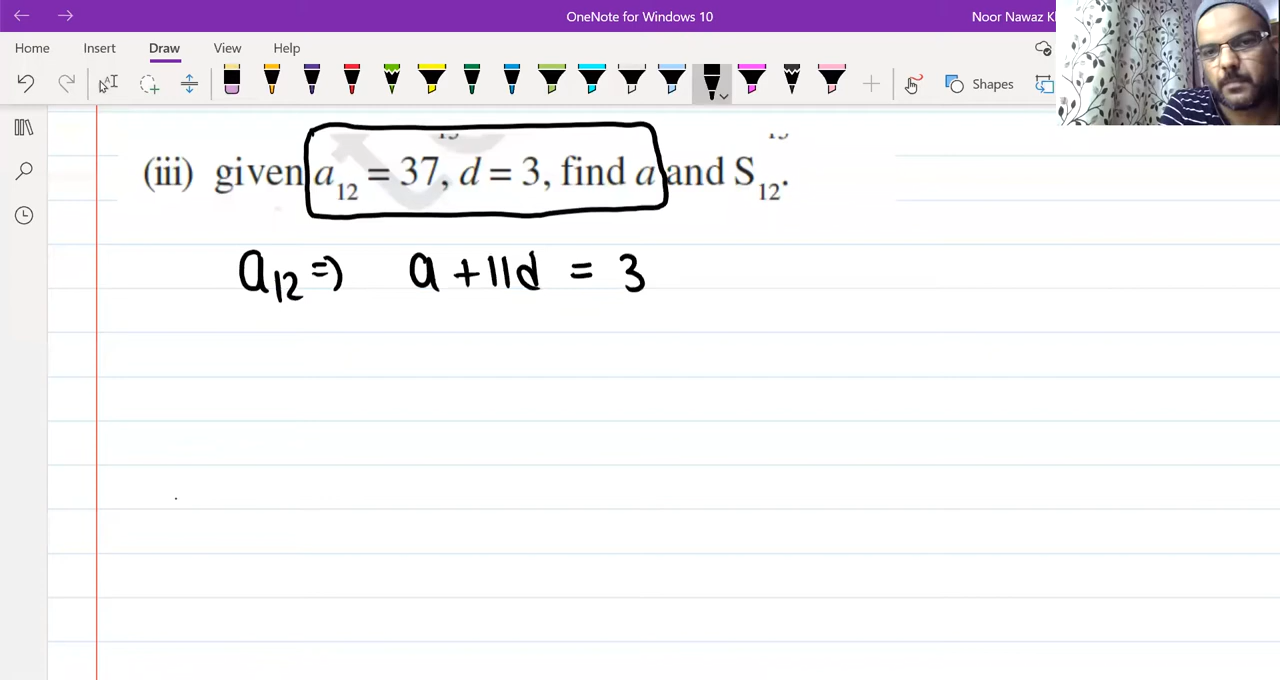 OneNote for Windows 10
Noor Nawaz Kh
Home Insert Draw View Help
Shapes
(iii) given a₁₂ = 37, d = 3, find a and S₁₂.
a₁₂ ⇒ a + 11d = 3